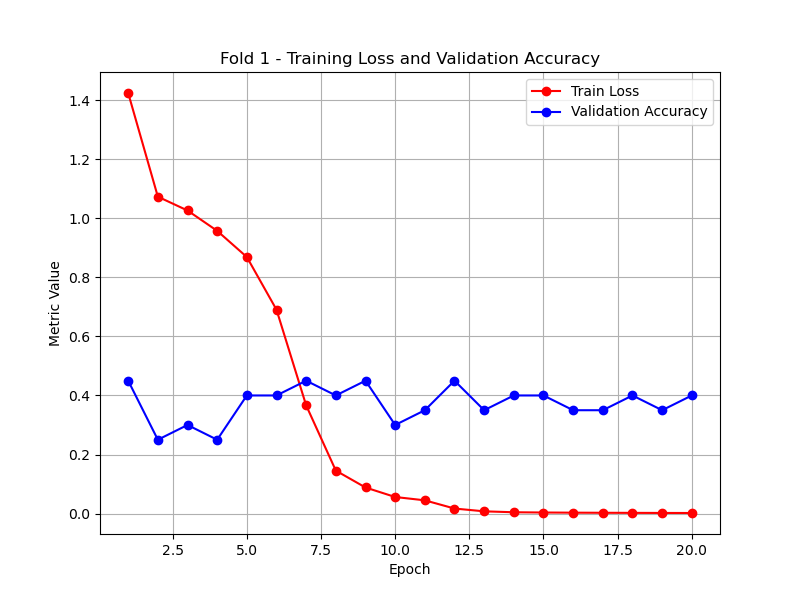 Fold 1 - Training Loss and Validation Accuracy
Train Loss
Validation Accuracy
Metric Value
1.4
1.2
1.0
0.8
0.6
0.4
0.2
0.0
2.5 5.0 7.5 10.0 12.5 15.0 17.5 20.0
Epoch